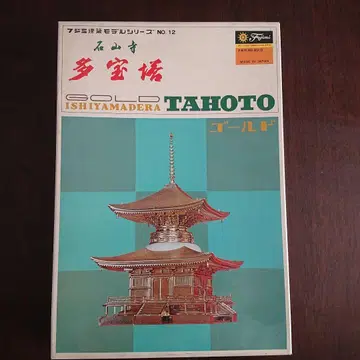 フジミ建築モデルシリーズ NO.12
Fujimi
MADE IN JAPAN
石山寺
多宝塔
GOLD
ISHIYAMADERA
TAHOTO
ゴールド